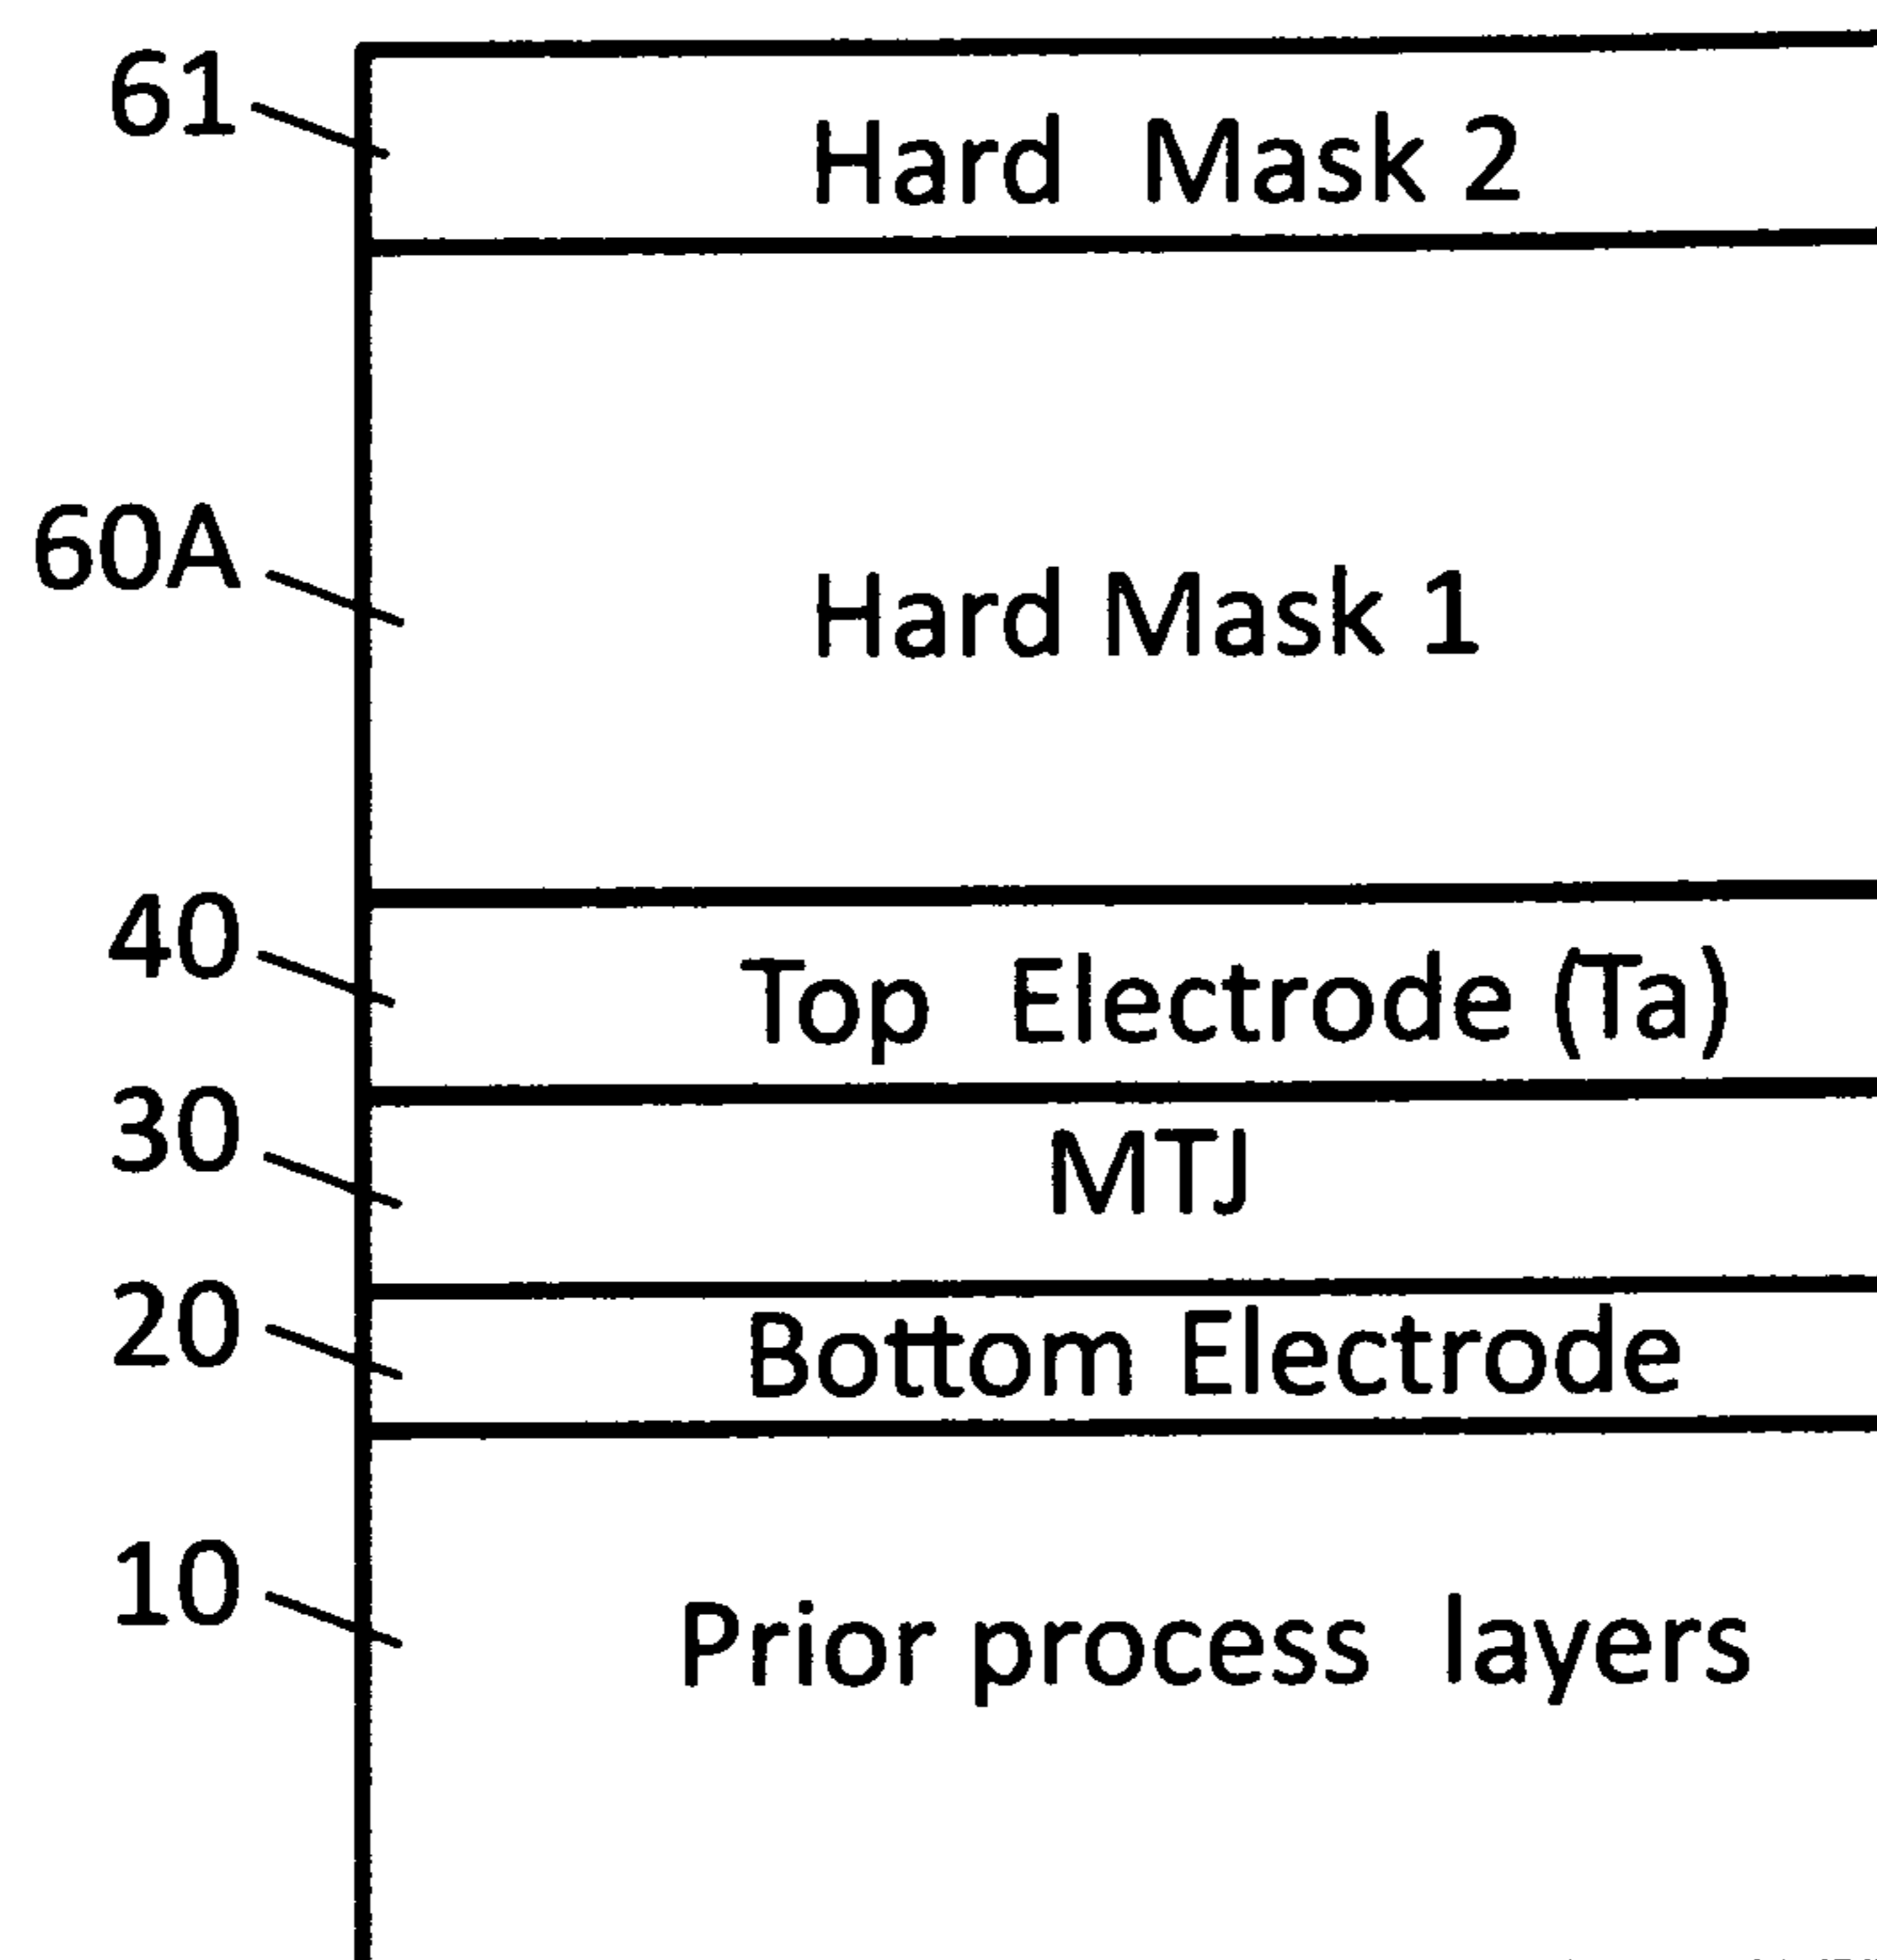 61
Hard Mask 2
60A
Hard Mask 1
40
Top Electrode (Ta)
30
MTJ
20
Bottom Electrode
10
Prior process layers